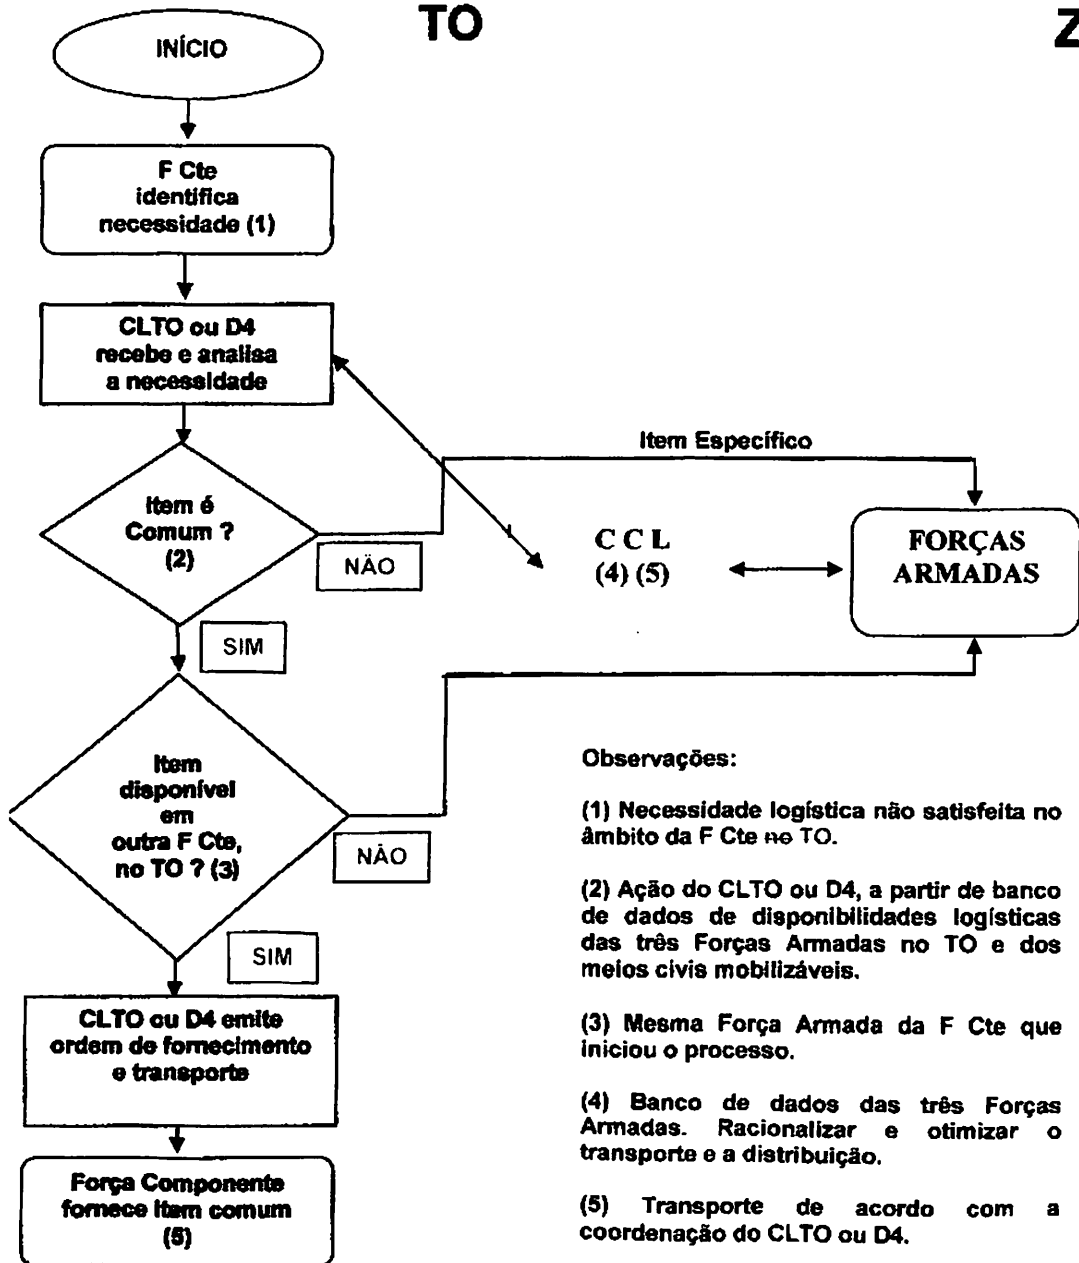 TO
Z
INÍCIO
F Cte
identifica
necessidade (1)
CLTO ou D4
recebe e analisa
a necessidade
Item Específico
Item é
Comum ?
(2)
NÃO
C C L
(4) (5)
FORÇAS
ARMADAS
SIM
Item
disponível
em
outra F Cte,
no TO ? (3)
NÃO
SIM
CLTO ou D4 emite
ordem de fornecimento
e transporte
Força Componente
fornece item comum
(5)
Observações:
(1) Necessidade logística não satisfeita no
âmbito da F Cte no TO.
(2) Ação do CLTO ou D4, a partir de banco
de dados de disponibilidades logísticas
das três Forças Armadas no TO e dos
meios civis mobilizáveis.
(3) Mesma Força Armada da F Cte que
iniciou o processo.
(4) Banco de dados das três Forças
Armadas. Racionalizar e otimizar o
transporte e a distribuição.
(5) Transporte de acordo com a
coordenação do CLTO ou D4.